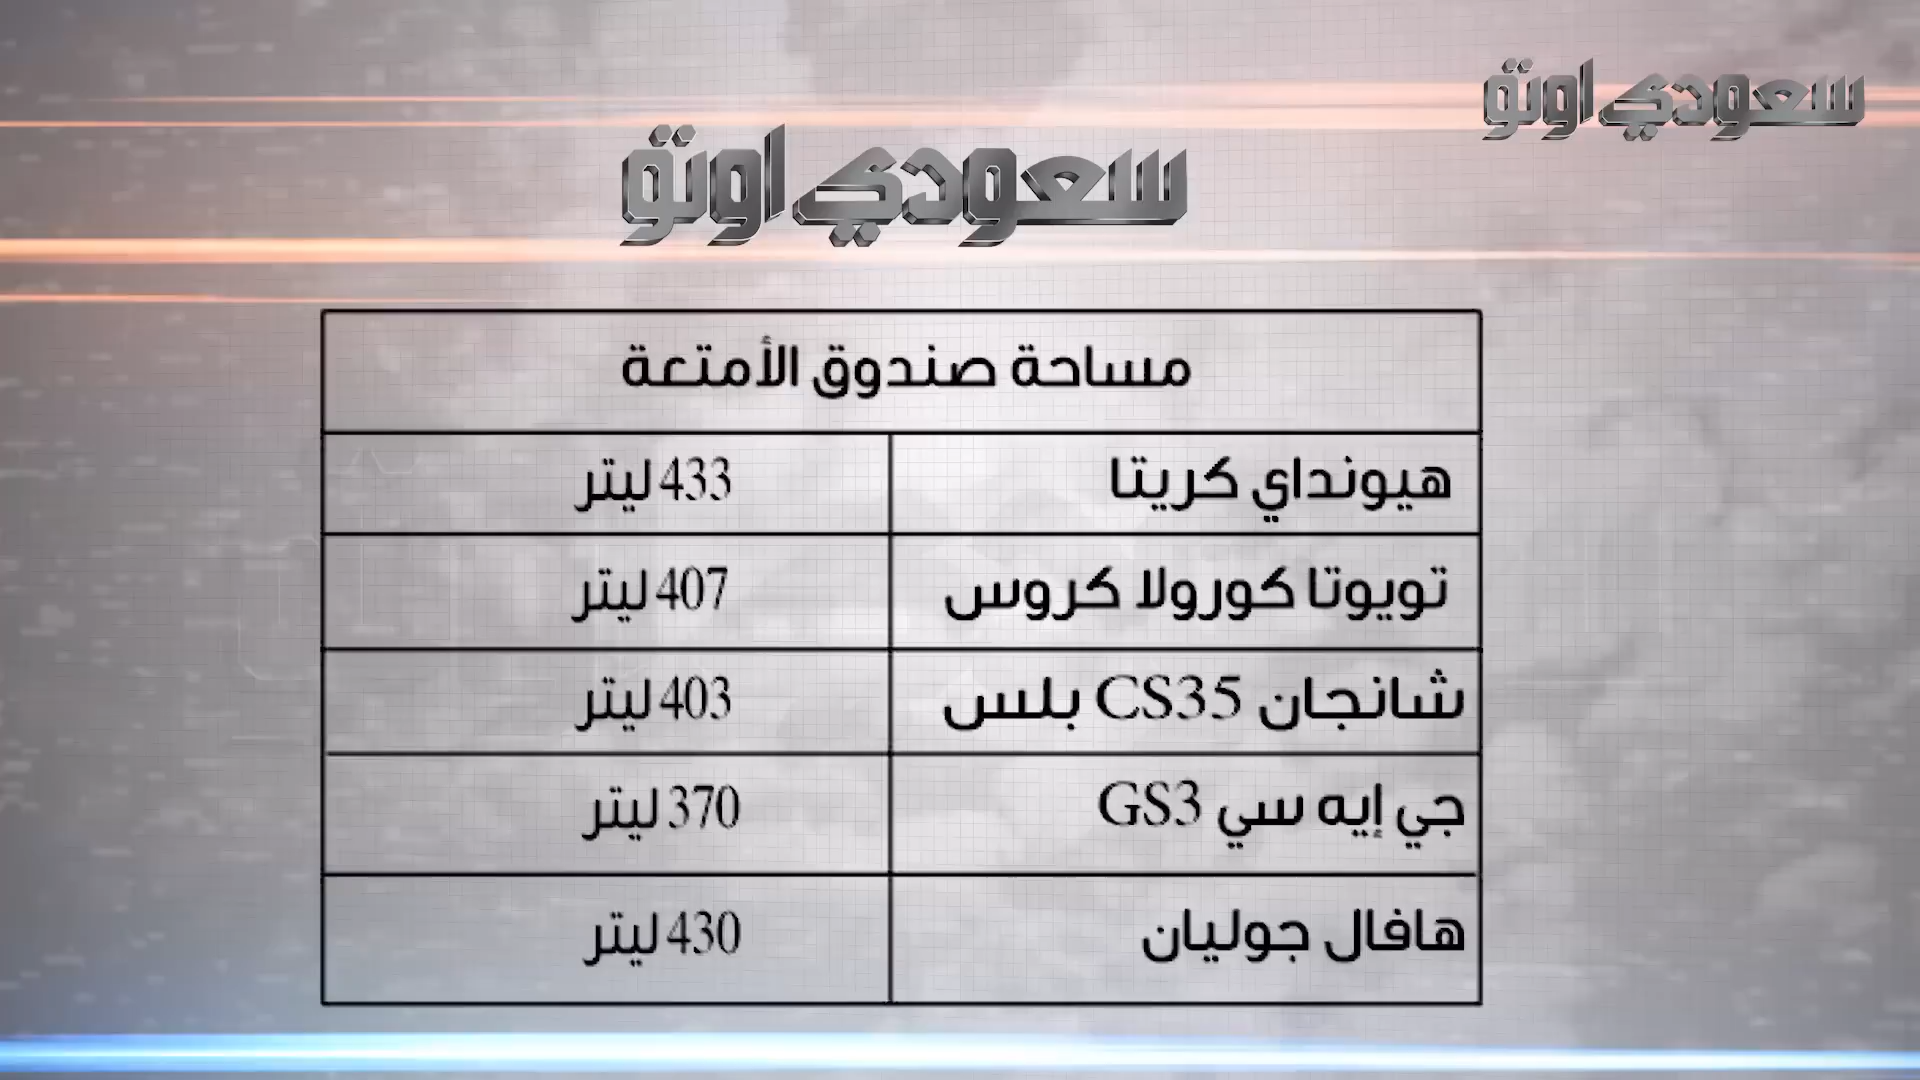 سعودي اوتو
سعودي اوتو
مساحة صندوق الأمتعة
هيونداي كريتا 433 ليتر
تويوتا كورولا كروس 407 ليتر
شانجان CS35 بلس 403 ليتر
جي إيه سي GS3 370 ليتر
هافال جوليان 430 ليتر